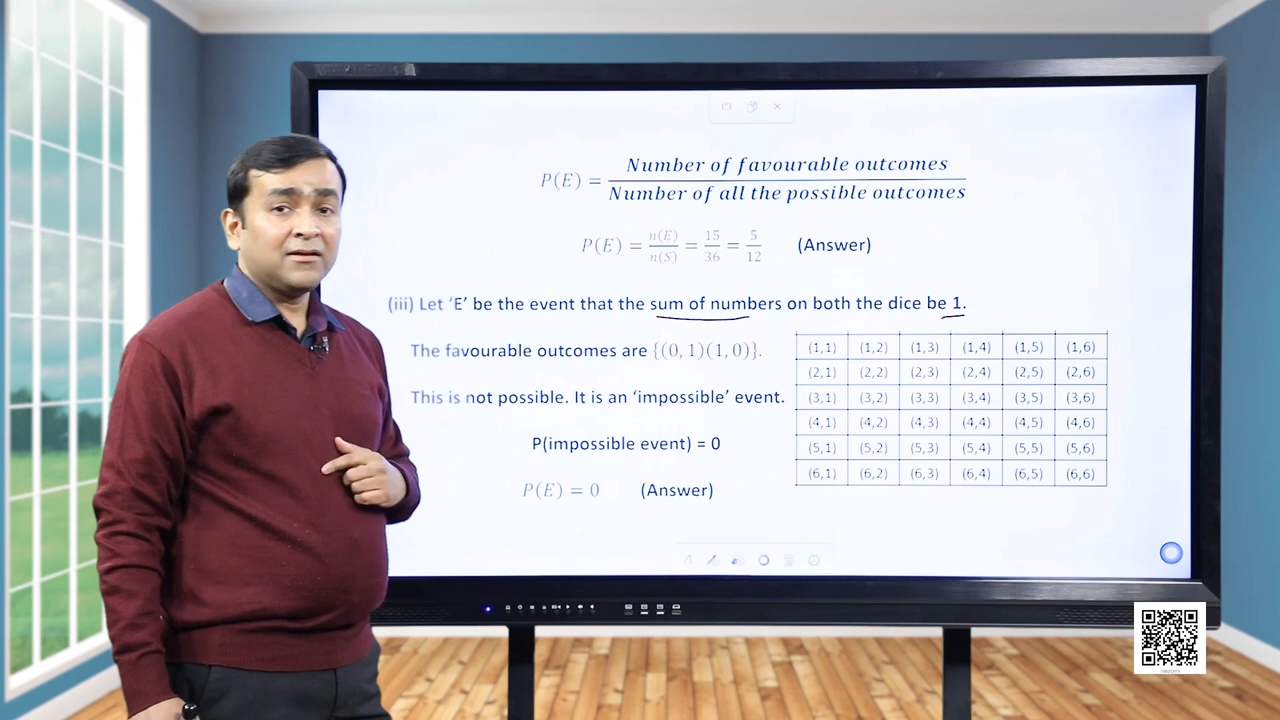 P(E) = Number of favourable outcomes / Number of all the possible outcomes
P(E) = n(E)/n(S) = 15/36 = 5/12 (Answer)
(iii) Let ‘E’ be the event that the sum of numbers on both the dice be 1.
The favourable outcomes are {(0, 1)(1, 0)}.
This is not possible. It is an ‘impossible’ event.
P(impossible event) = 0
P(E) = 0 (Answer)
(1,1) (1,2) (1,3) (1,4) (1,5) (1,6)
(2,1) (2,2) (2,3) (2,4) (2,5) (2,6)
(3,1) (3,2) (3,3) (3,4) (3,5) (3,6)
(4,1) (4,2) (4,3) (4,4) (4,5) (4,6)
(5,1) (5,2) (5,3) (5,4) (5,5) (5,6)
(6,1) (6,2) (6,3) (6,4) (6,5) (6,6)